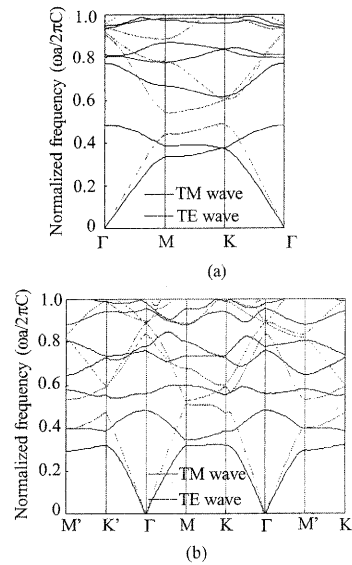 Normalized frequency (ωa/2πC)
1.0
0.8
0.6
0.4
0.2
0
TM wave
TE wave
Γ M K Γ
(a)
Normalized frequency (ωa/2πC)
1.0
0.8
0.6
0.4
0.2
0
TM wave
TE wave
M' K' Γ M K Γ M' K
(b)